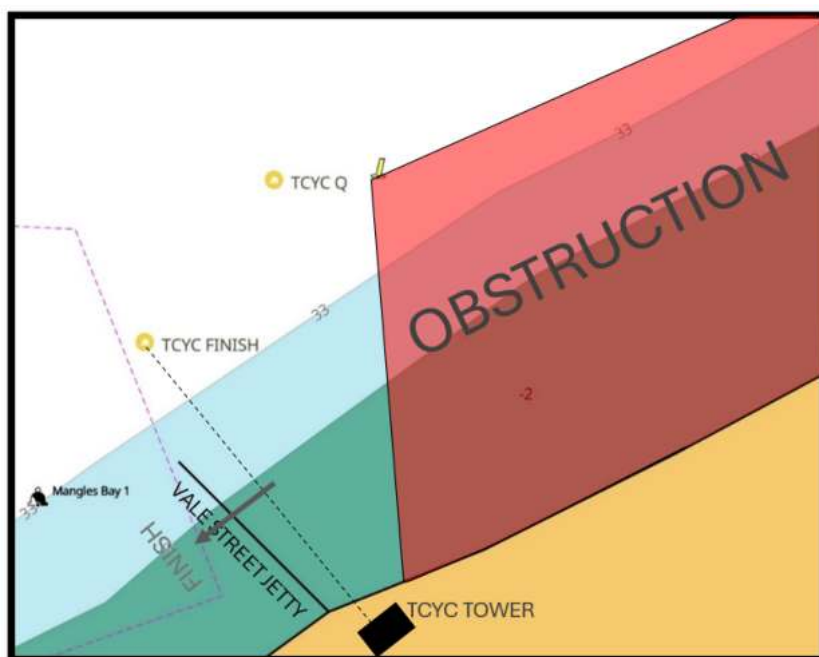 33
TCYC Q
OBSTRUCTION
33
TCYC FINISH
-2
Mangles Bay 1
33
VALE STREET JETTY
FINISH
TCYC TOWER